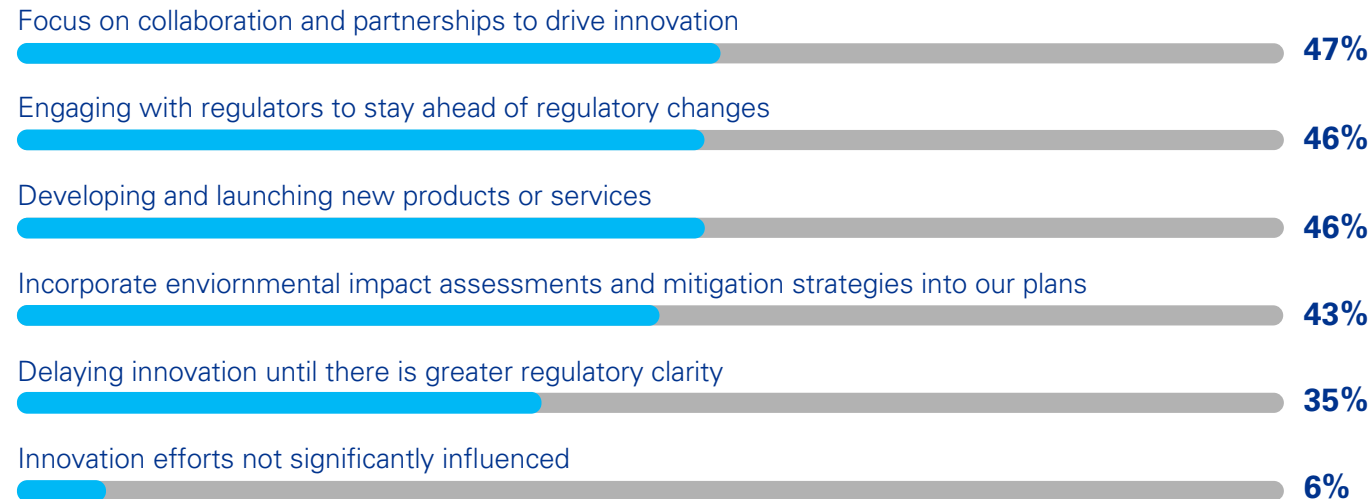 Focus on collaboration and partnerships to drive innovation
47%
Engaging with regulators to stay ahead of regulatory changes
46%
Developing and launching new products or services
46%
Incorporate enviornmental impact assessments and mitigation strategies into our plans
43%
Delaying innovation until there is greater regulatory clarity
35%
Innovation efforts not significantly influenced
6%